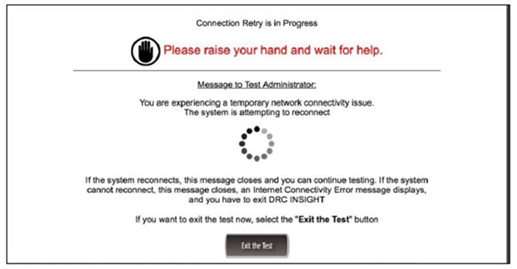 Connection Retry is in Progress
Please raise your hand and wait for help.
Message to Test Administrator:
You are experiencing a temporary network connectivity issue.
The system is attempting to reconnect
If the system reconnects, this message closes and you can continue testing. If the system
cannot reconnect, this message closes, an Internet Connectivity Error message displays,
and you have to exit DRC INSIGHT
If you want to exit the test now, select the "Exit the Test" button
Exit the Test